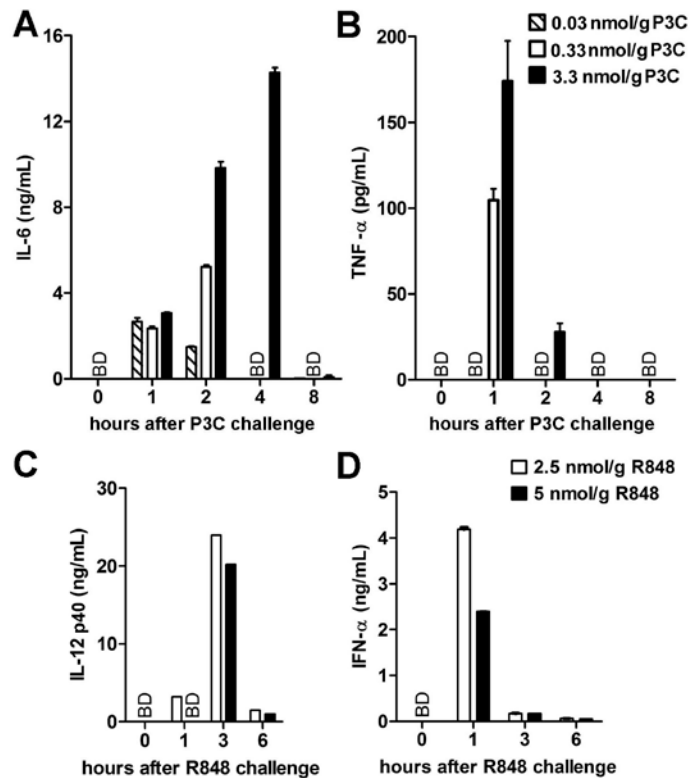 A
IL-6 (ng/mL)
16
12
8
4
0
BD
BD
BD
0 1 2 4 8
hours after P3C challenge
B
0.03 nmol/g P3C
0.33 nmol/g P3C
3.3 nmol/g P3C
TNF -α (pg/mL)
200
150
100
50
0
BD
BD
BD
BD
BD
0 1 2 4 8
hours after P3C challenge
C
IL-12 p40 (ng/mL)
30
20
10
0
BD
BD
0 1 3 6
hours after R848 challenge
D
2.5 nmol/g R848
5 nmol/g R848
IFN-α (ng/mL)
5
4
3
2
1
0
BD
0 1 3 6
hours after R848 challenge